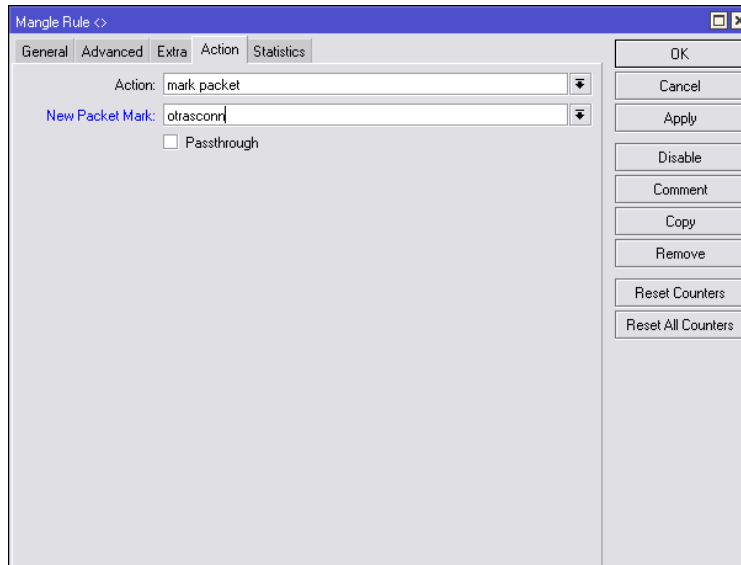 Mangle Rule <>
General Advanced Extra Action Statistics
Action: mark packet
New Packet Mark: otrasconn
Passthrough
OK
Cancel
Apply
Disable
Comment
Copy
Remove
Reset Counters
Reset All Counters